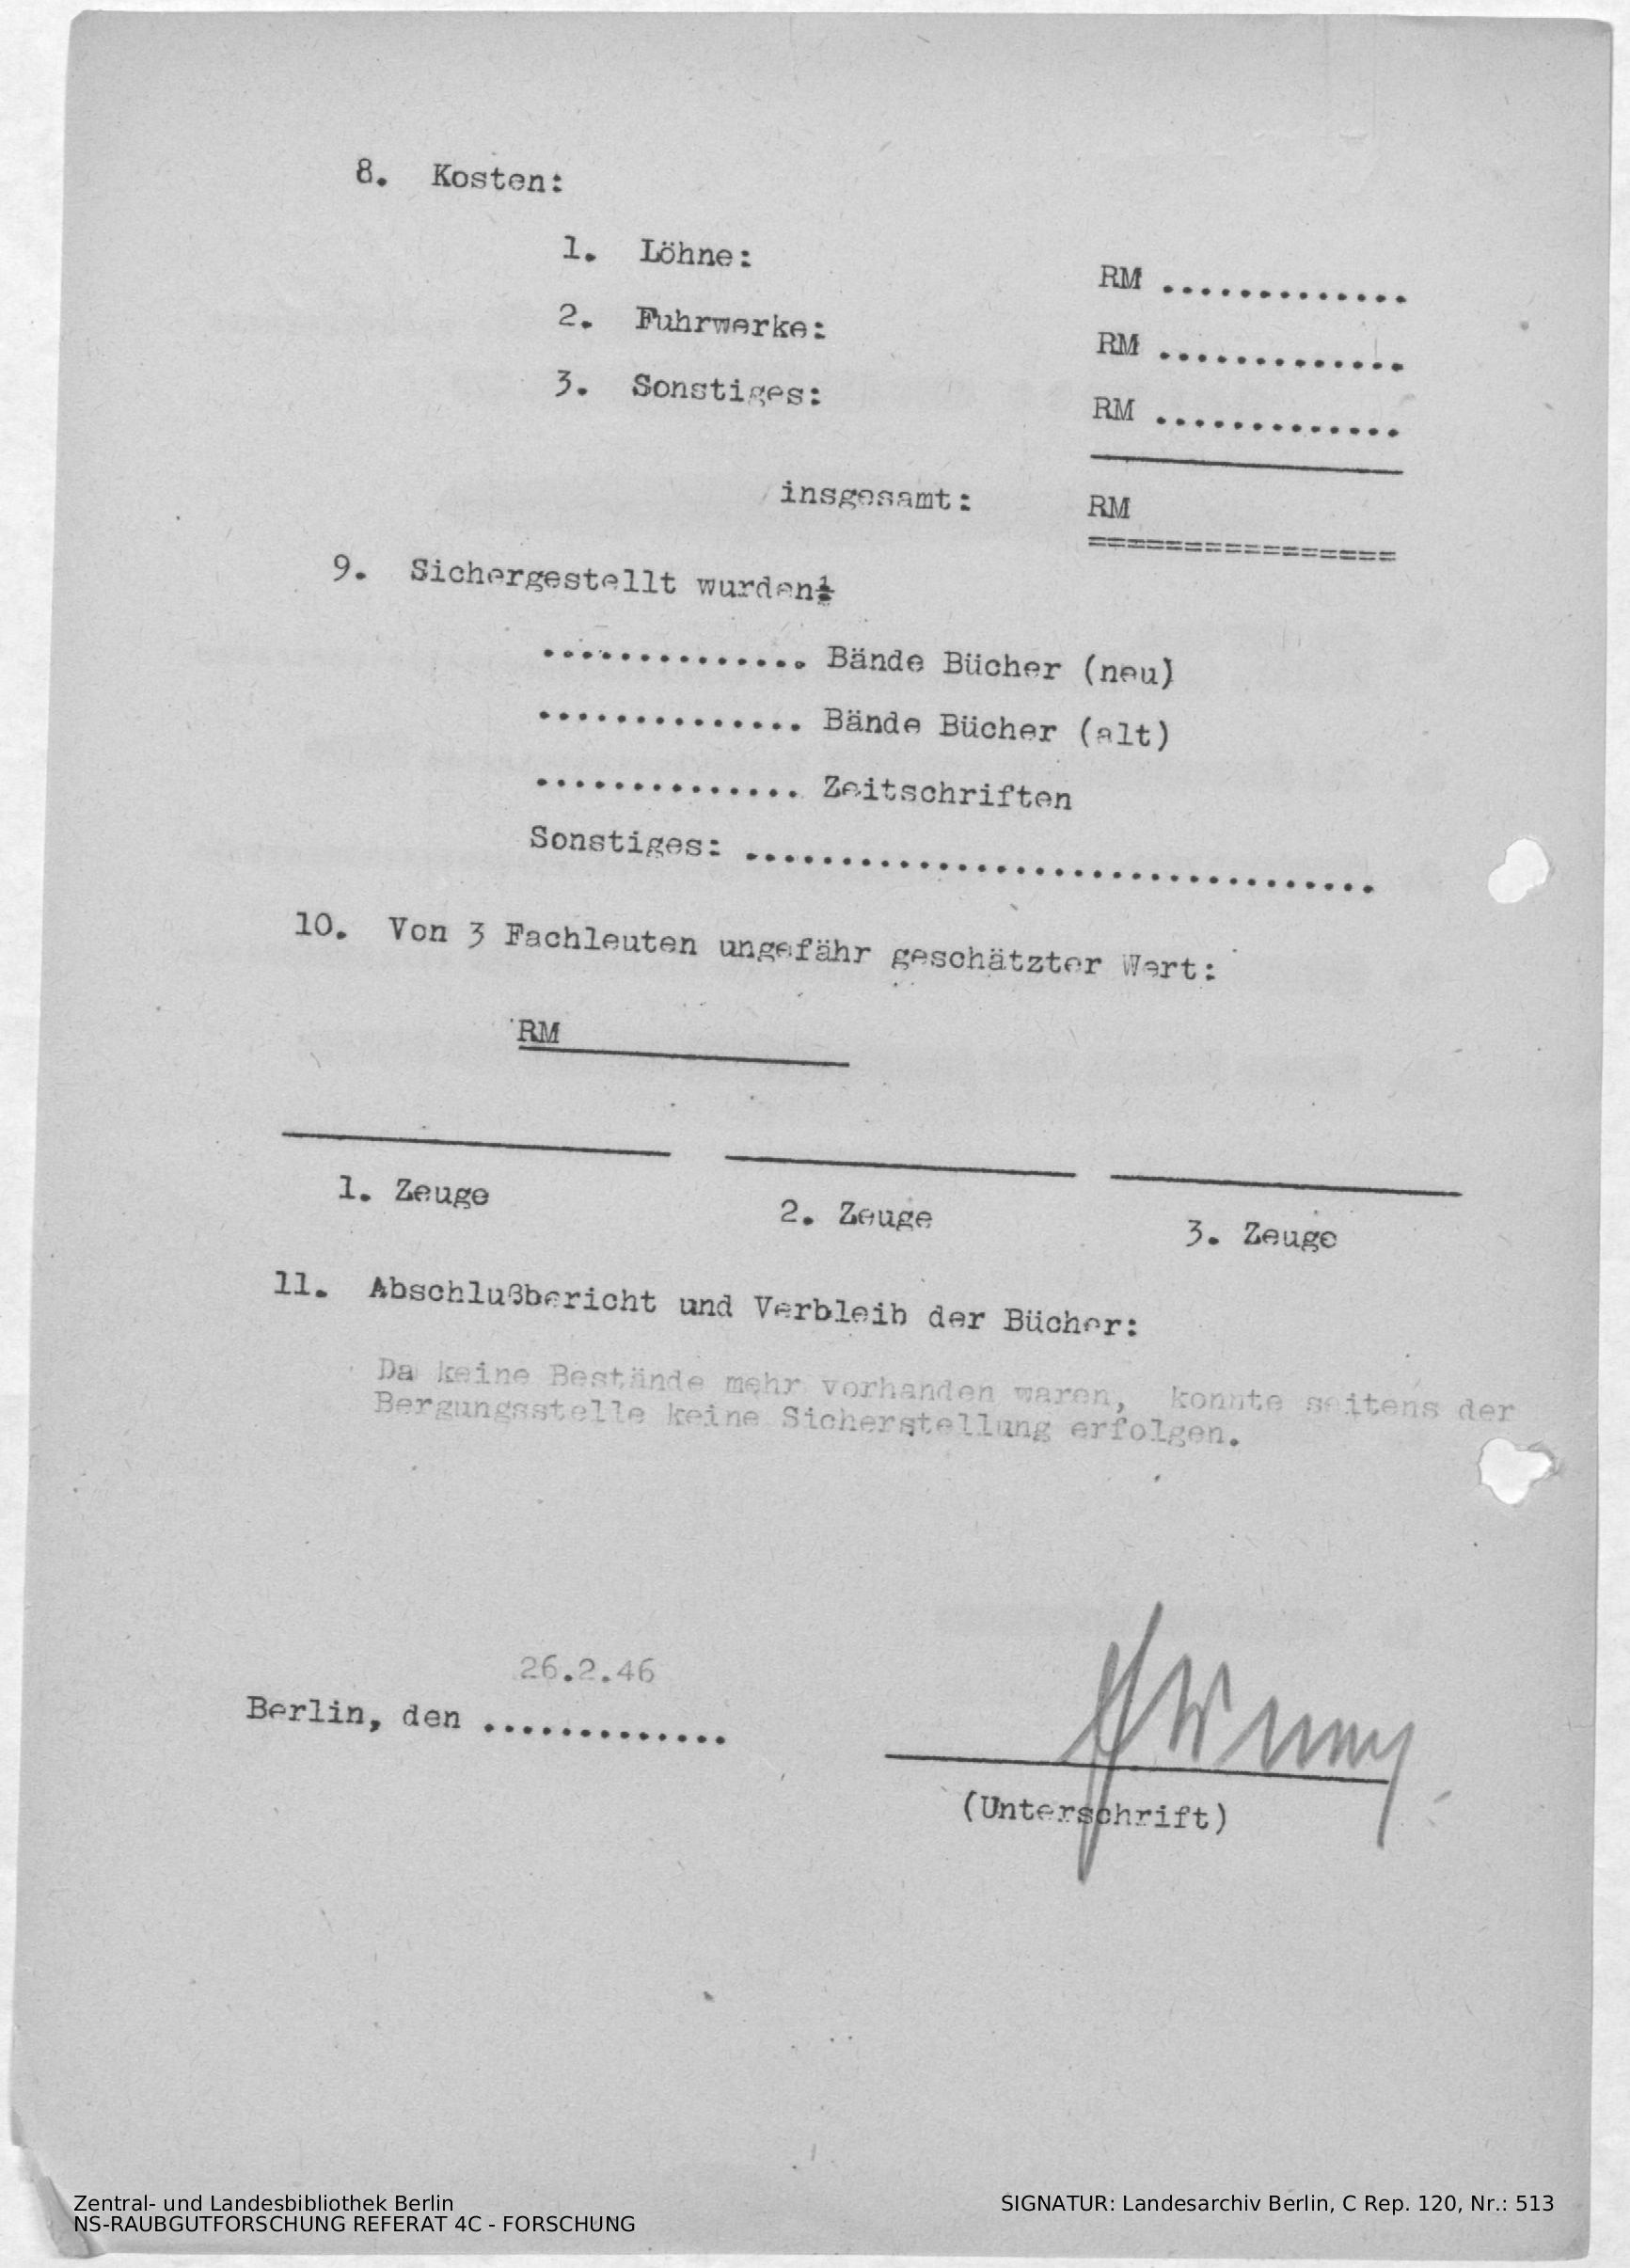 8. Kosten:
1. Löhne: RM .............
2. Fuhrwerke: RM .............
3. Sonstiges: RM .............
insgesamt: RM
================
9. Sichergestellt wurden:
.............. Bände Bücher (neu)
.............. Bände Bücher (alt)
.............. Zeitschriften
Sonstiges: .................................
10. Von 3 Fachleuten ungefähr geschätzter Wert:
RM
1. Zeuge 2. Zeuge 3. Zeuge
11. Abschlußbericht und Verbleib der Bücher:
Da keine Bestände mehr vorhanden waren, konnte seitens der
Bergungsstelle keine Sicherstellung erfolgen.
26.2.46
Berlin, den .............
(Unterschrift)
Zentral- und Landesbibliothek Berlin
NS-RAUBGUTFORSCHUNG REFERAT 4C - FORSCHUNG
SIGNATUR: Landesarchiv Berlin, C Rep. 120, Nr.: 513